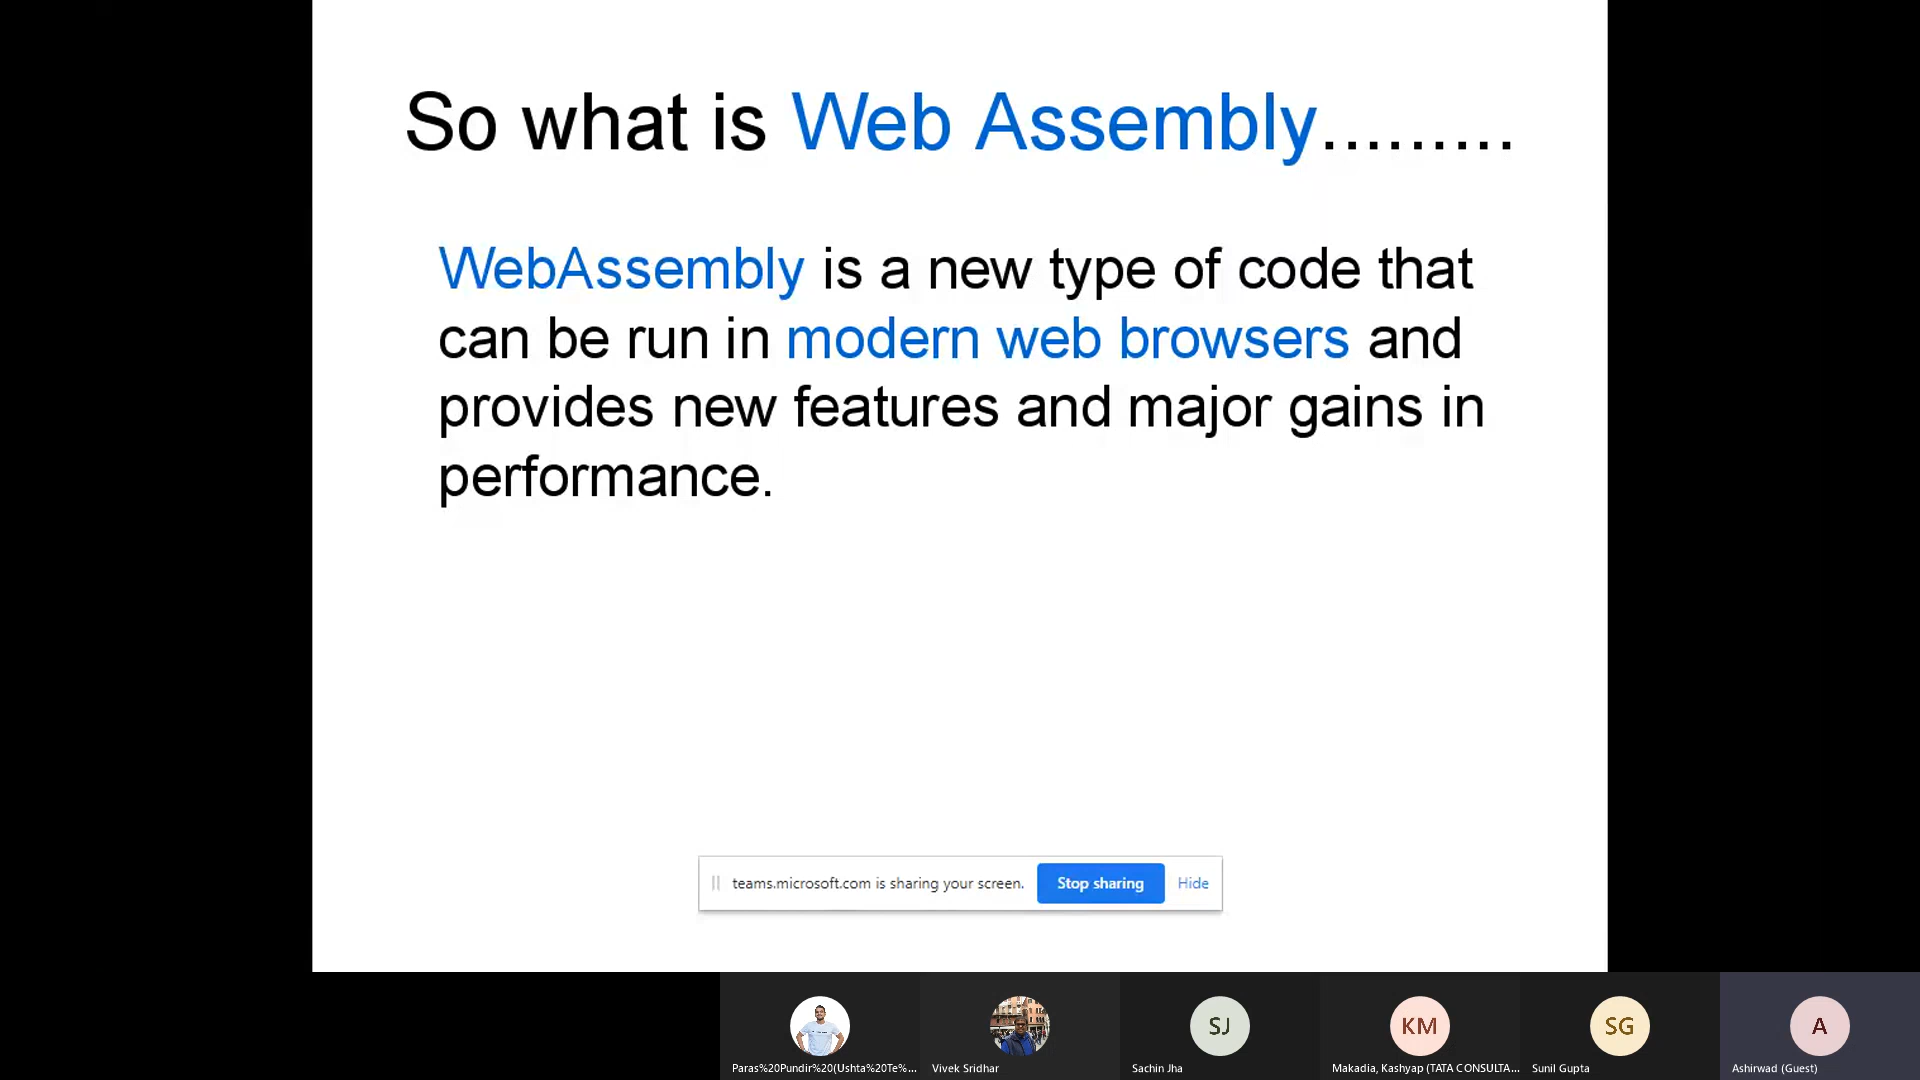 So what is Web Assembly.........
WebAssembly is a new type of code that
can be run in modern web browsers and
provides new features and major gains in
performance.
teams.microsoft.com is sharing your screen. Stop sharing Hide
SJ KM SG A
Paras%20Pundir%20(Ushta%20Te%... Vivek Sridhar Sachin Jha Makadia, Kashyap (TATA CONSULTA... Sunil Gupta Ashirwad (Guest)